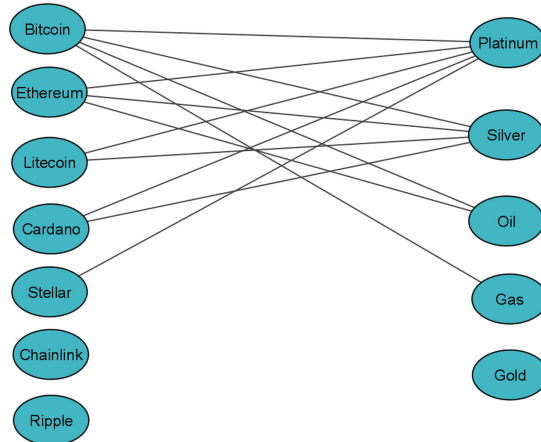 Bitcoin
Platinum
Ethereum
Silver
Litecoin
Cardano
Oil
Stellar
Gas
Chainlink
Gold
Ripple